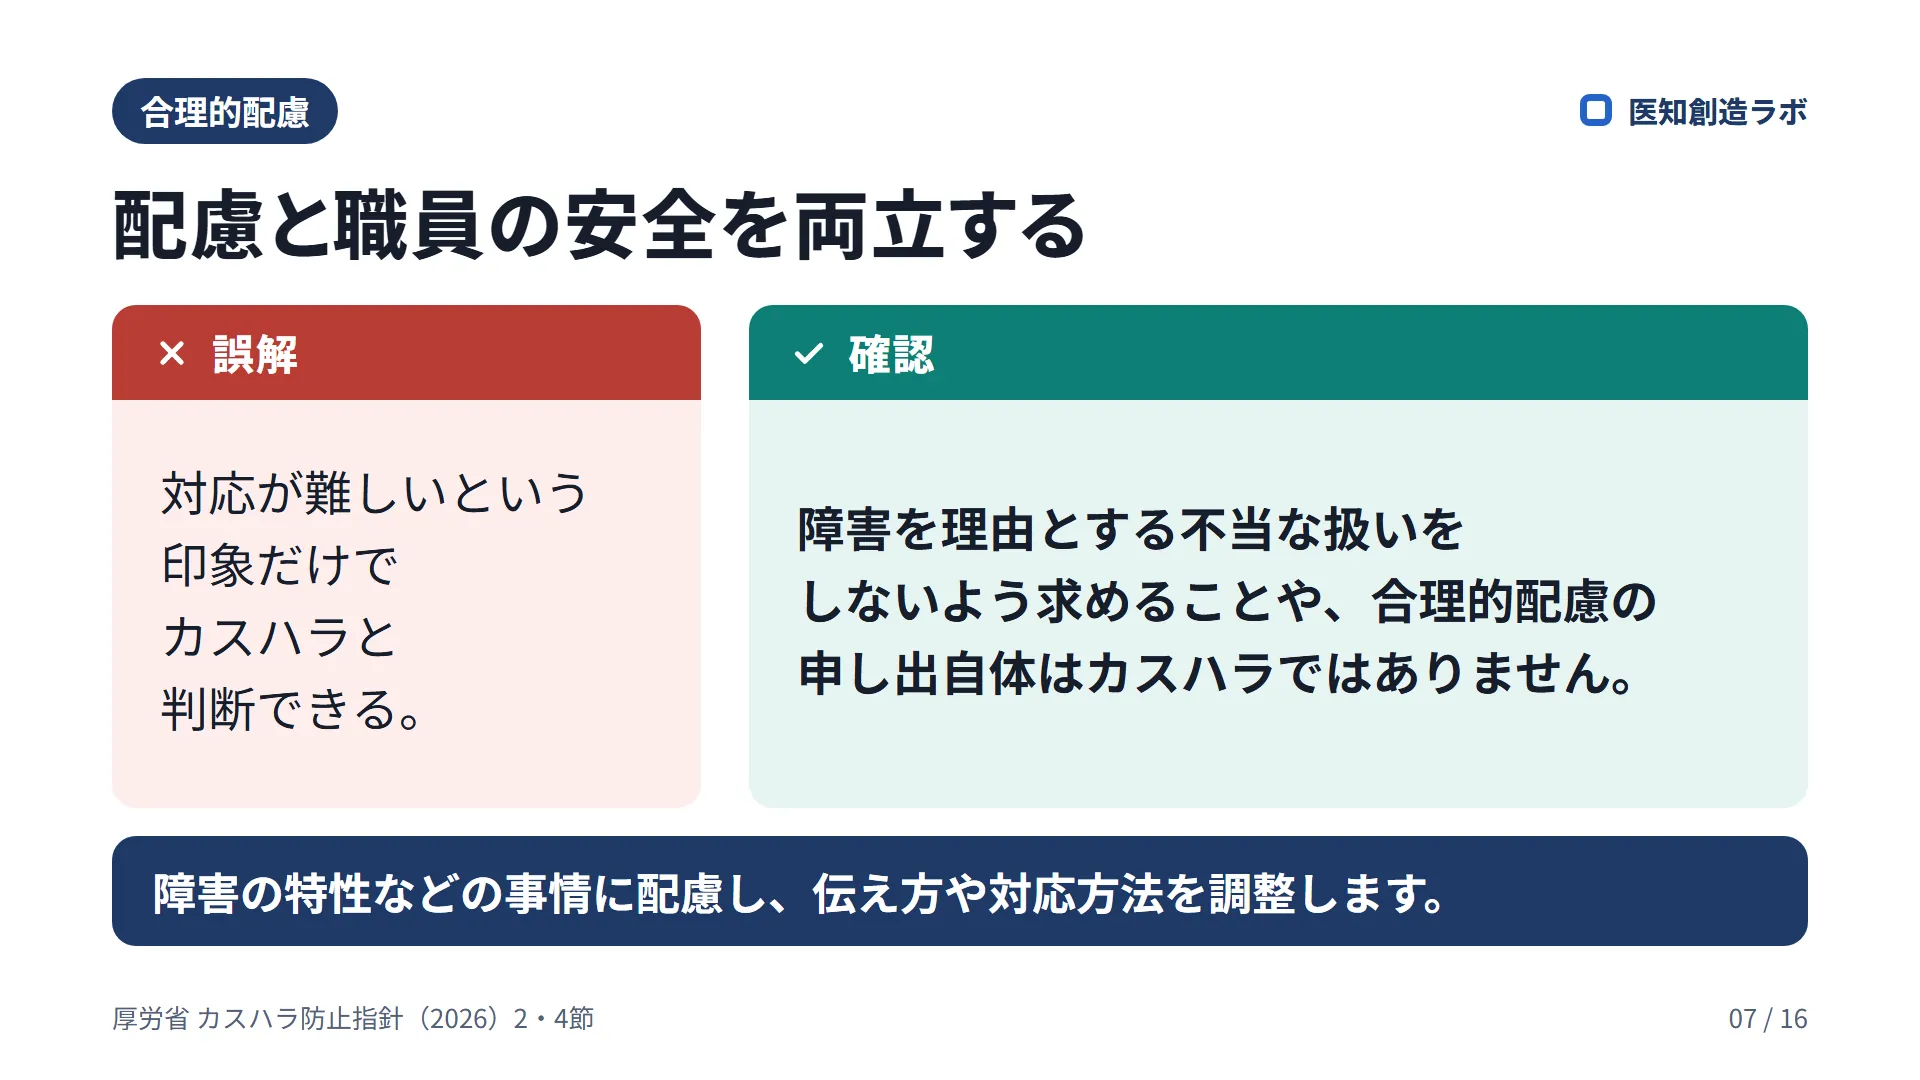 合理的配慮
医知創造ラボ
配慮と職員の安全を両立する
誤解
対応が難しいという
印象だけで
カスハラと
判断できる。
確認
障害を理由とする不当な扱いを
しないよう求めることや、合理的配慮の
申し出自体はカスハラではありません。
障害の特性などの事情に配慮し、伝え方や対応方法を調整します。
厚労省 カスハラ防止指針（2026）2・4節
07 / 16